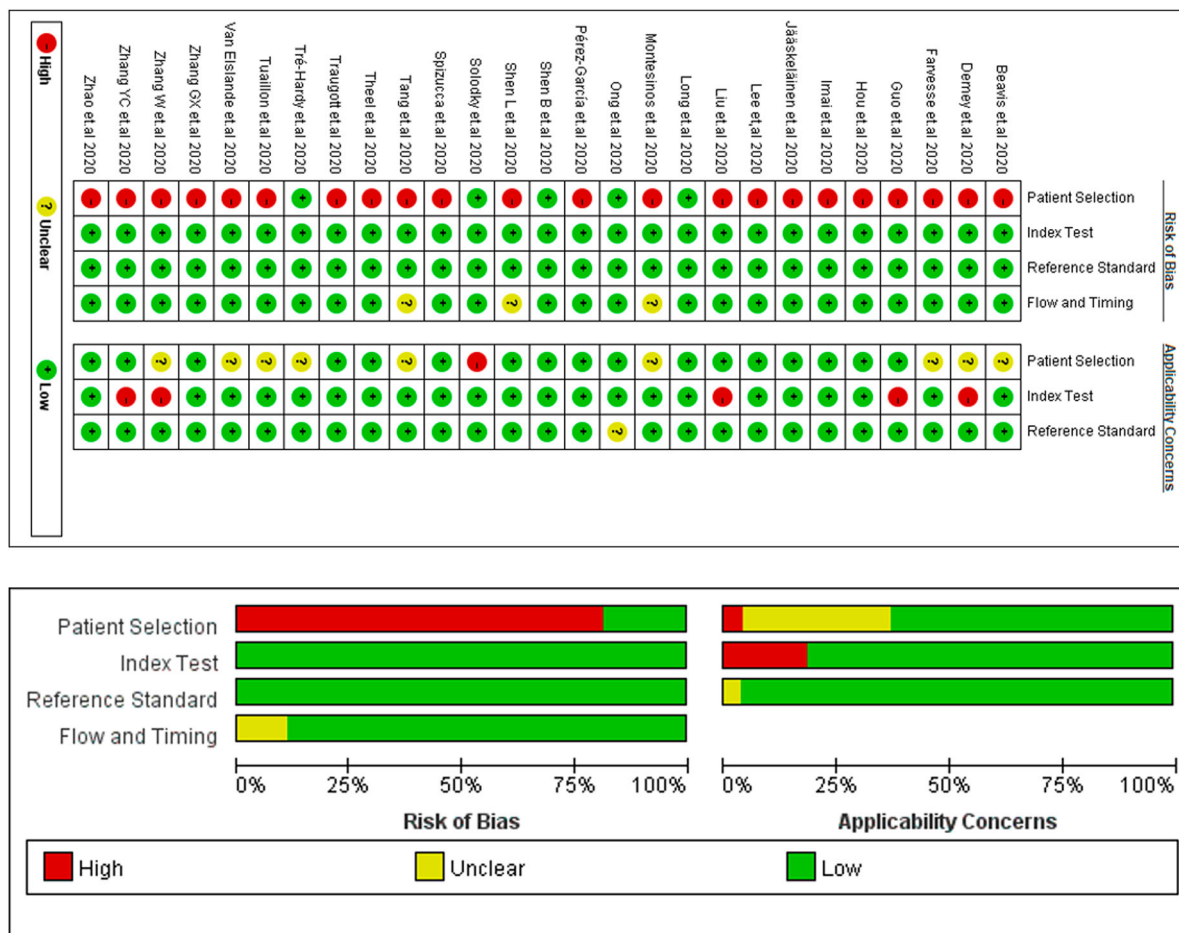 Zhao et.al 2020
Zhang YC et.al 2020
Zhang W et.al 2020
Zhang GX et.al 2020
Van Elslande et.al 2020
Tuaillon et.al 2020
Tré-Hardy et.al 2020
Traugott et.al 2020
Theel et.al 2020
Tang et.al 2020
Spizucca et.al 2020
Solodky et.al 2020
Shen L et.al 2020
Shen B et.al 2020
Pérez-García et.al 2020
Ong et.al 2020
Montesinos et.al 2020
Long et.al 2020
Liu et.al 2020
Lee et,al 2020
Jääskeläinen et.al 2020
Imai et.al 2020
Hou et.al 2020
Guo et.al 2020
Farvesse et.al 2020
Demey et.al 2020
Beavis et.al 2020
Risk of Bias
- - - - - - + - - - - + - + - + - + - - - - - - - - - Patient Selection
+ + + + + + + + + + + + + + + + + + + + + + + + + + + Index Test
+ + + + + + + + + + + + + + + + + + + + + + + + + + + Reference Standard
+ + + + + + + + + ? + + ? + + + ? + + + + + + + + + + Flow and Timing
Applicability Concerns
+ + ? + ? ? ? + + ? + - + + + + ? + + + + + + + ? ? ? Patient Selection
+ - - + + + + + + + + + + + + + + + - + + + + - + - + Index Test
+ + + + + + + + + + + + + + + ? + + + + + + + + + + + Reference Standard
- High
? Unclear
+ Low
Patient Selection
Index Test
Reference Standard
Flow and Timing
0% 25% 50% 75% 100%
0% 25% 50% 75% 100%
Risk of Bias
Applicability Concerns
High
Unclear
Low